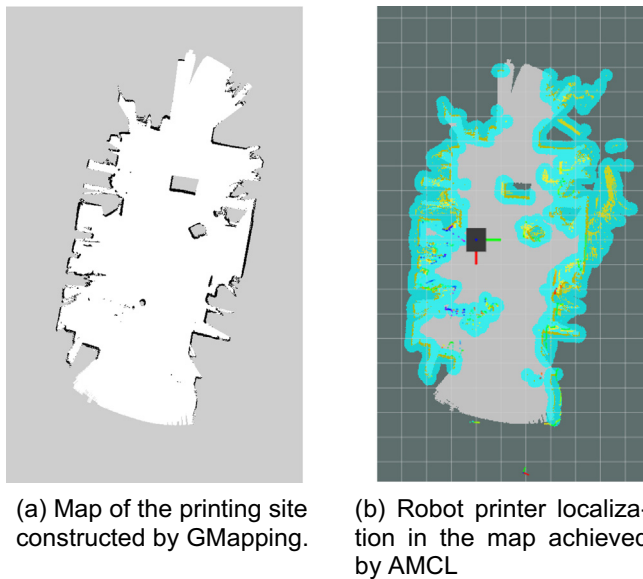 (a) Map of the printing site
constructed by GMapping.
(b) Robot printer localiza-
tion in the map achieved
by AMCL